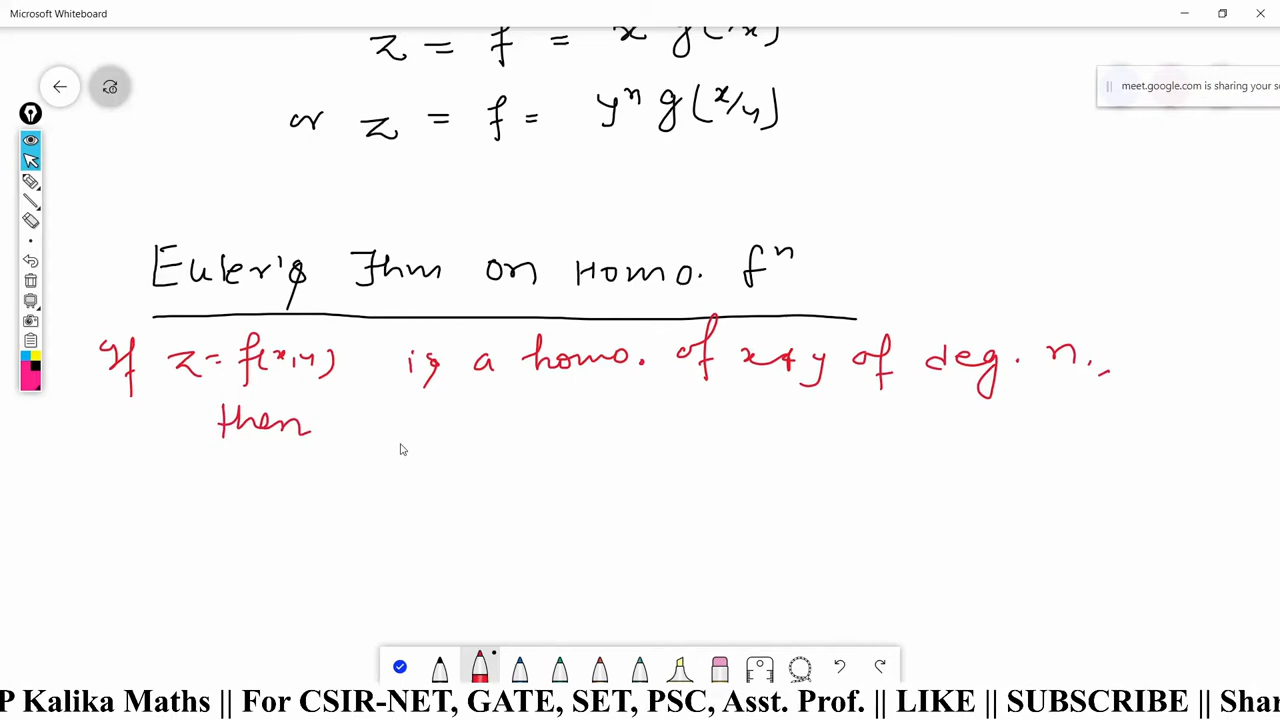 Microsoft Whiteboard
z = f =
meet.google.com is sharing your s
or z = f = yⁿ g(x/y)
Euler's Thm on Homo. fⁿ
If z = f(x,y) is a homo. of x & y of deg. n.,
then
P Kalika Maths || For CSIR-NET, GATE, SET, PSC, Asst. Prof. || LIKE || SUBSCRIBE || Shar